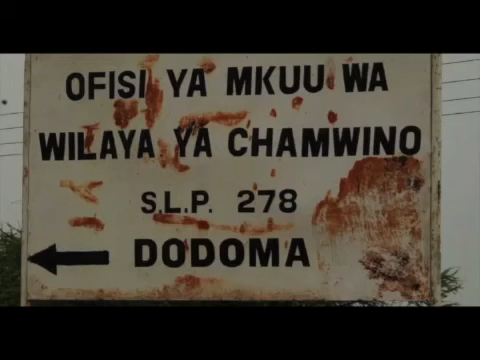 OFISI YA MKUU WA
WILAYA YA CHAMWINO
S.L.P. 278
DODOMA